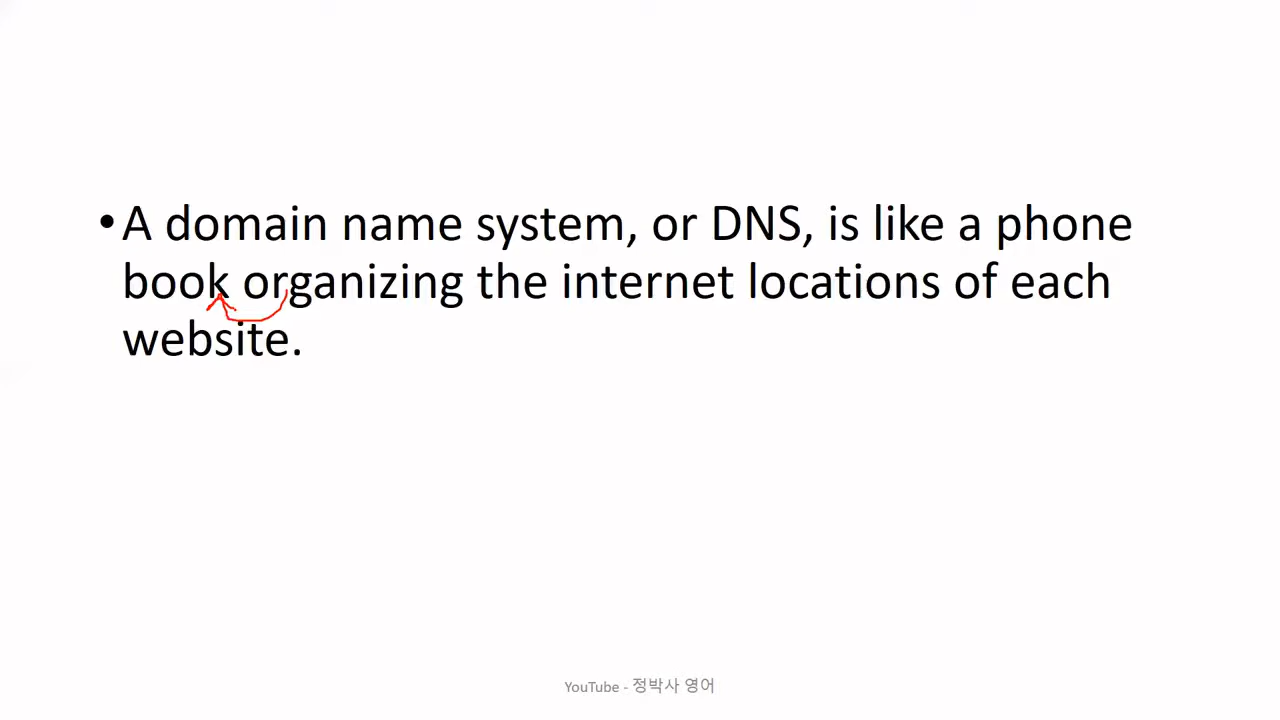 •A domain name system, or DNS, is like a phone
book organizing the internet locations of each
website.
YouTube - 정박사 영어